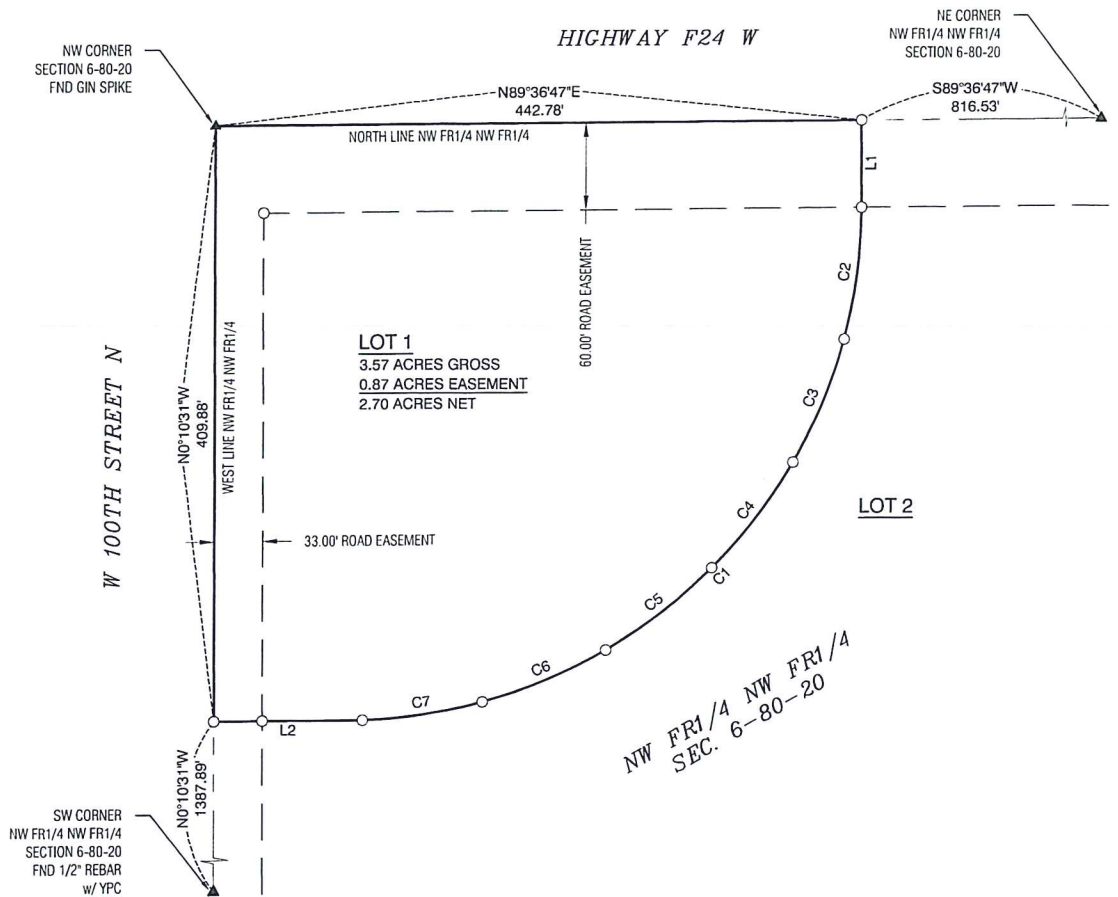 HIGHWAY F24 W
NW CORNER
SECTION 6-80-20
FND GIN SPIKE
NE CORNER
NW FR1/4 NW FR1/4
SECTION 6-80-20
N89°36'47"E
442.78'
S89°36'47"W
816.53'
NORTH LINE NW FR1/4 NW FR1/4
L1
60.00' ROAD EASEMENT
C2
LOT 1
3.57 ACRES GROSS
0.87 ACRES EASEMENT
2.70 ACRES NET
W 100TH STREET N
N0°10'31"W
409.88'
WEST LINE NW FR1/4 NW FR1/4
C3
C4
LOT 2
33.00' ROAD EASEMENT
C1
C5
C6
C7
L2
NW FR1/4 NW FR1/4
SEC. 6-80-20
N0°10'31"W
1387.89'
SW CORNER
NW FR1/4 NW FR1/4
SECTION 6-80-20
FND 1/2" REBAR
w/ YPC